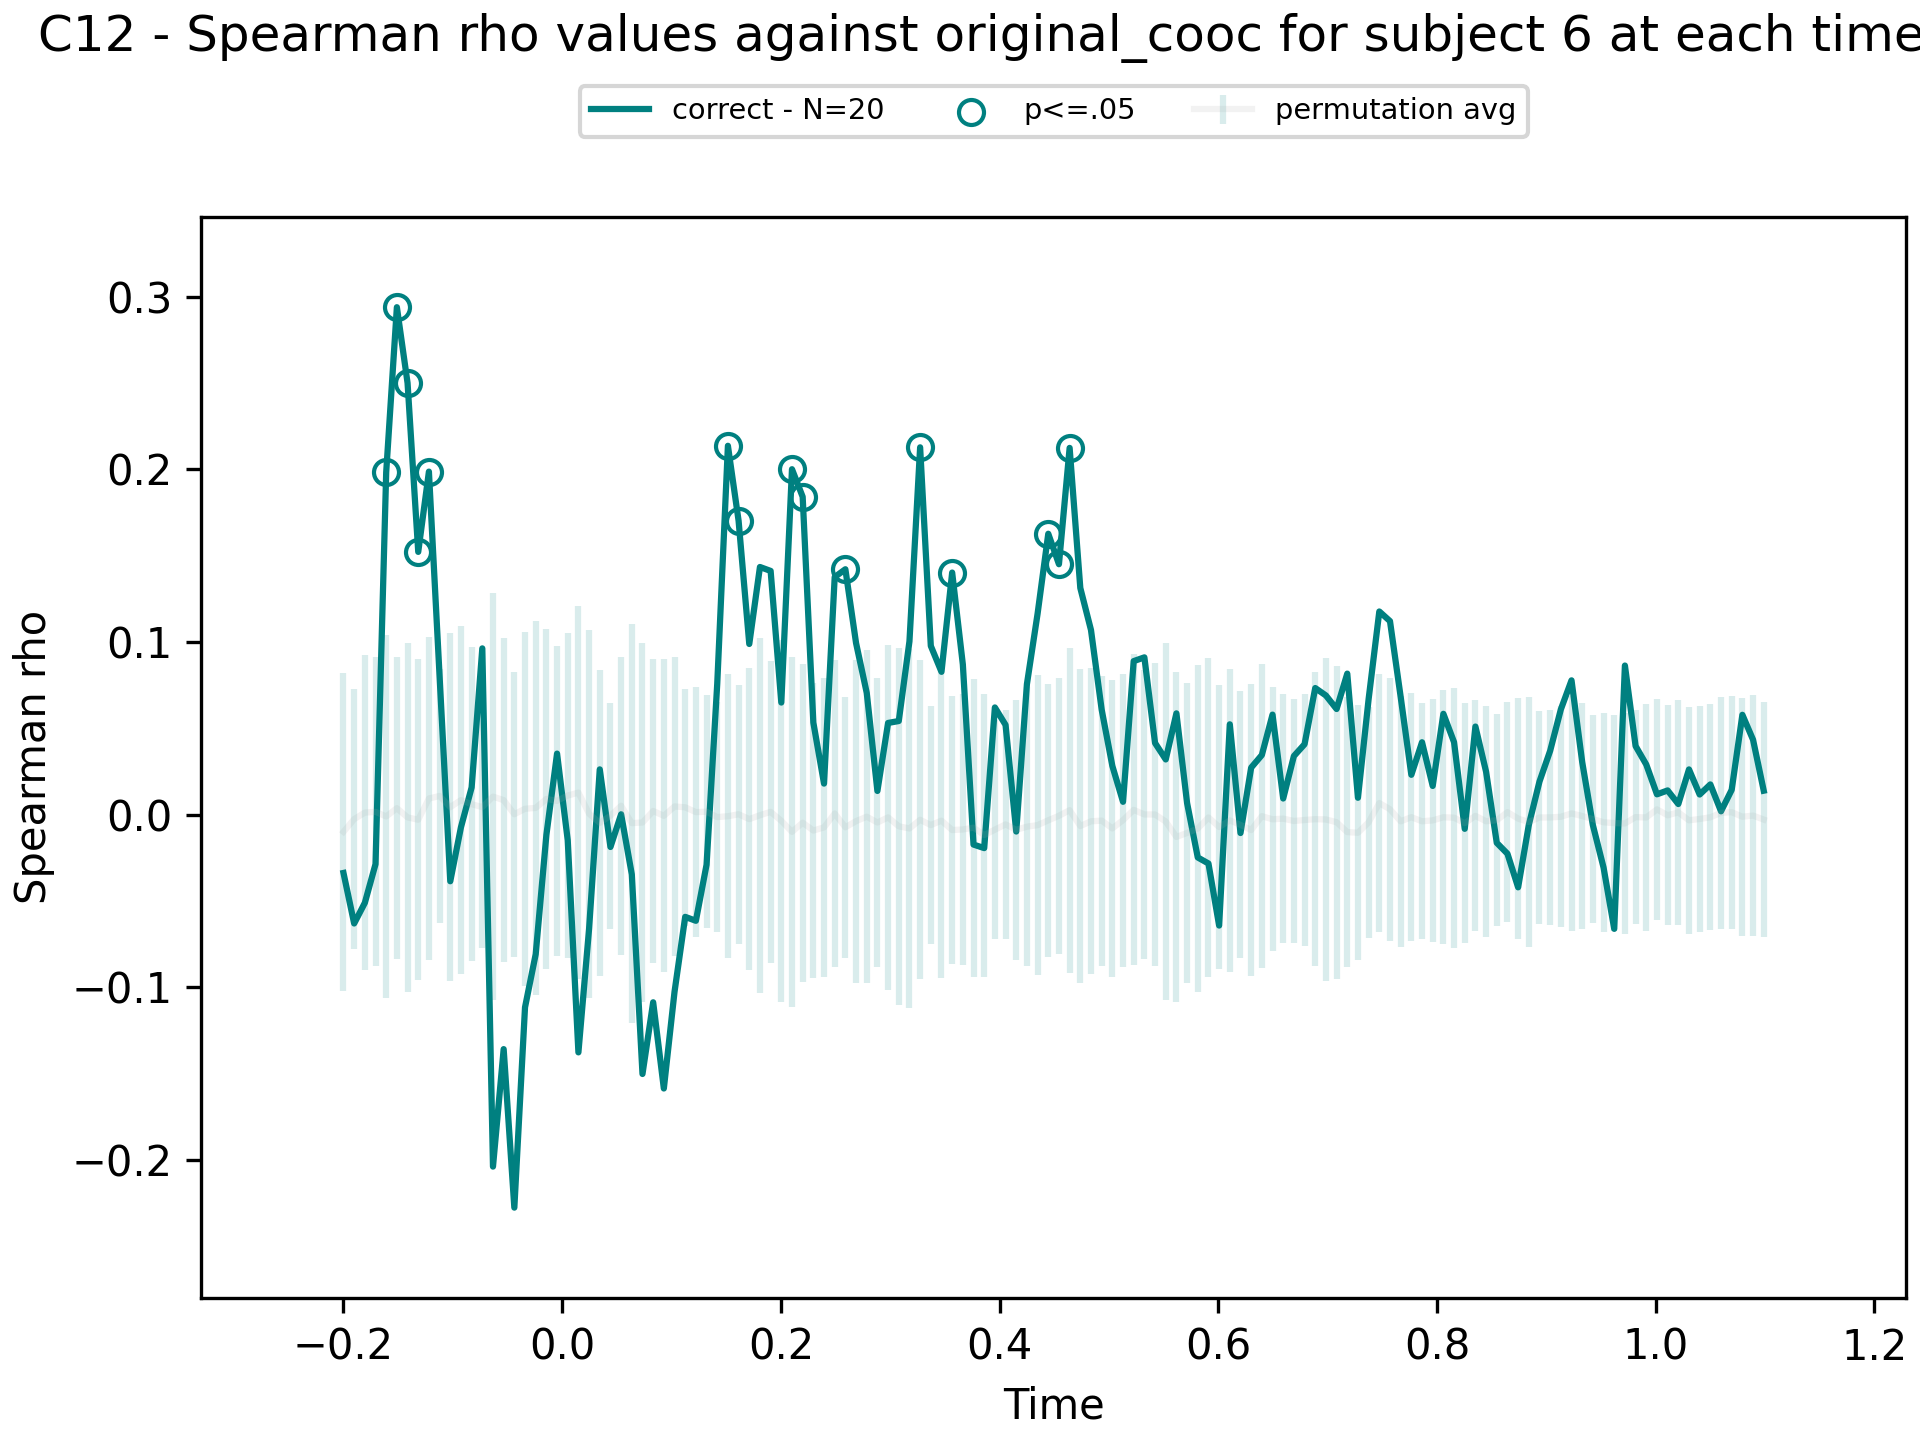 C12 - Spearman rho values against original_cooc for subject 6 at each time
correct - N=20 p<=.05 permutation avg
Spearman rho
0.3
0.2
0.1
0.0
−0.1
−0.2
−0.2 0.0 0.2 0.4 0.6 0.8 1.0 1.2
Time